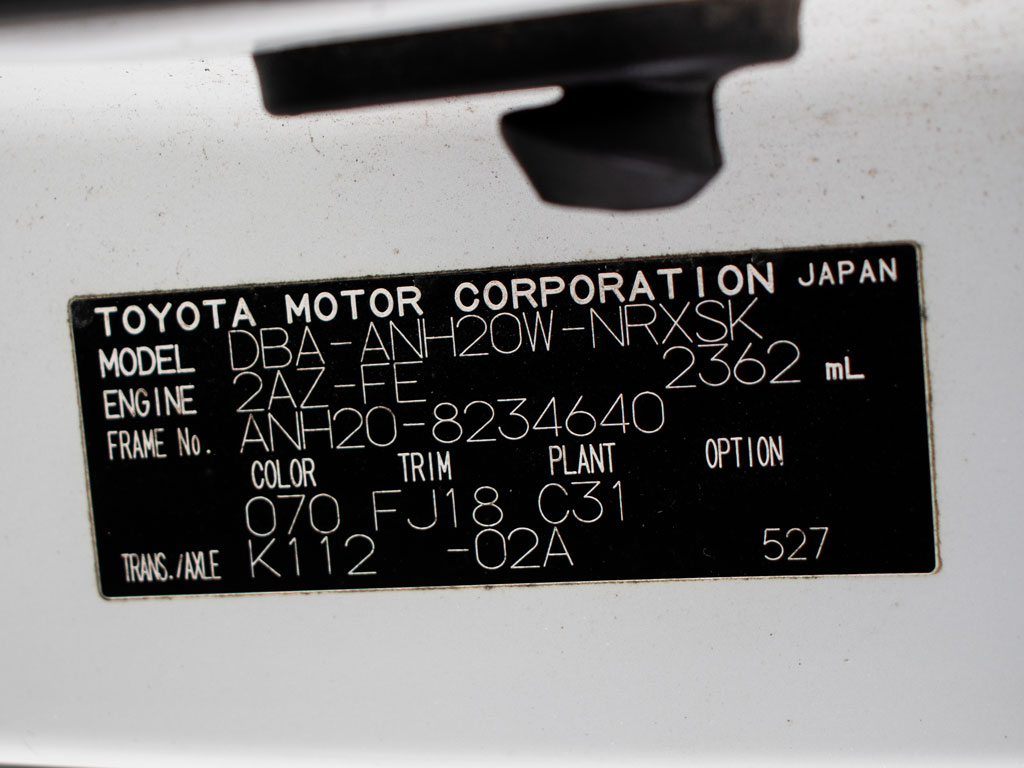 TOYOTA MOTOR CORPORATION JAPAN
MODEL DBA-ANH20W-NRXSK
ENGINE 2AZ-FE 2362 mL
FRAME No. ANH20-8234640
COLOR TRIM PLANT OPTION
070 FJ18 C31
TRANS./AXLE K112 -02A 527